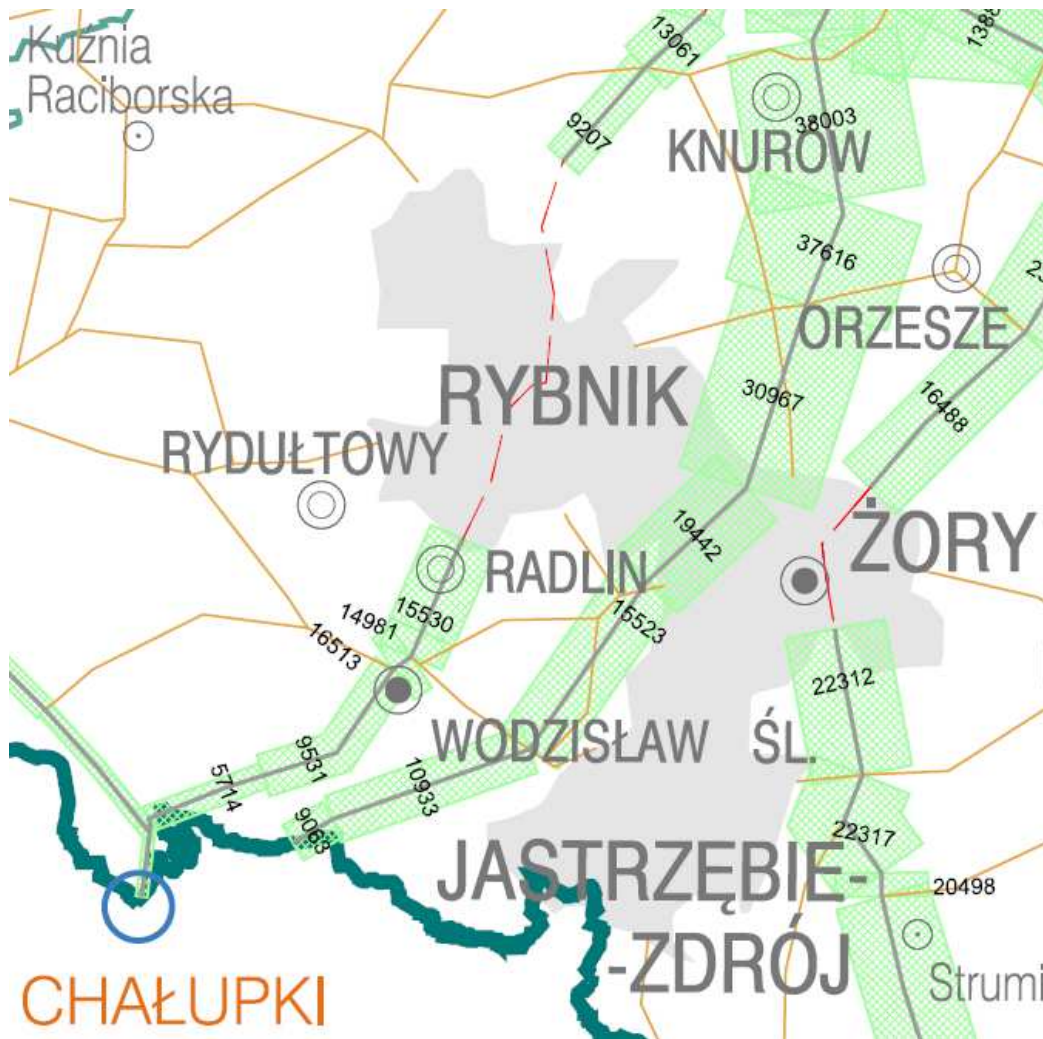 Kuźnia
Raciborska
13061
9207
38003
KNURÓW
37616
ORZESZE
30967
RYBNIK
16488
RYDUŁTOWY
19442
ŻORY
RADLIN
14981
15530
16513
15523
22312
WODZISŁAW ŚL.
9531
5714
10933
9063
22317
JASTRZĘBIE-
-ZDRÓJ
20498
Strumi
CHAŁUPKI